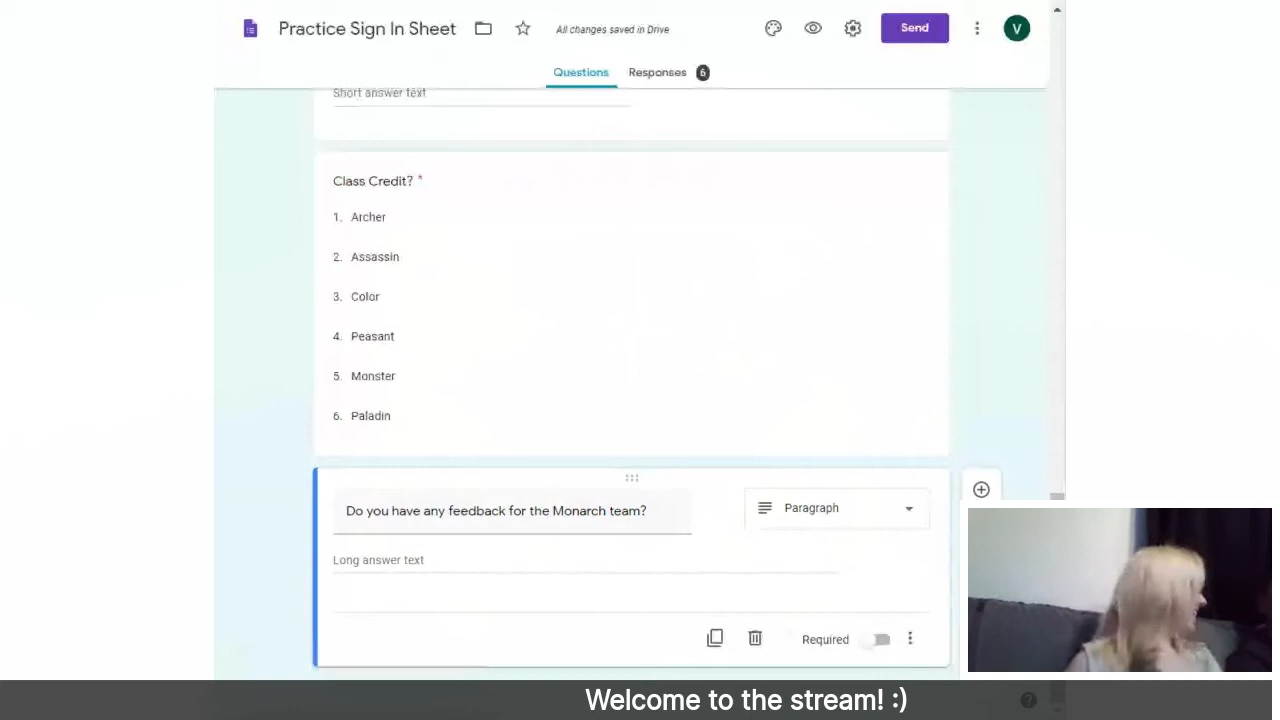 Practice Sign In Sheet
All changes saved in Drive
Send
V
Questions
Responses 6
Short answer text
Class Credit? *
1. Archer
2. Assassin
3. Color
4. Peasant
5. Monster
6. Paladin
Do you have any feedback for the Monarch team?
Paragraph
Long answer text
Required
Welcome to the stream! :)